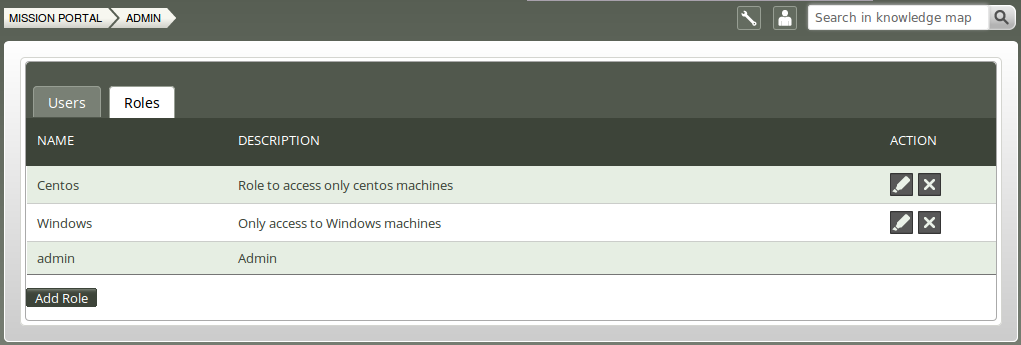 MISSION PORTAL ADMIN Search in knowledge map
Users Roles
NAME DESCRIPTION ACTION
Centos Role to access only centos machines
Windows Only access to Windows machines
admin Admin
Add Role